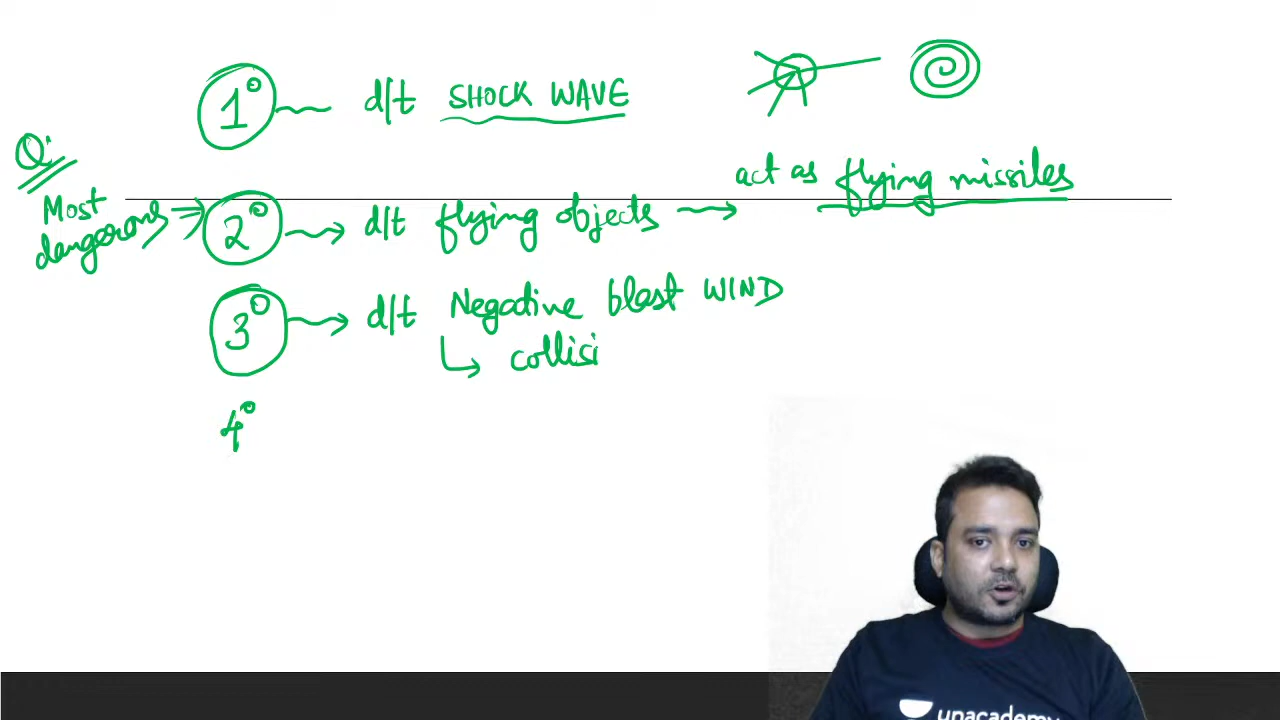 1° d/t SHOCK WAVE
Q:
Most dangerous ⇒ 2° → d/t flying objects → act as flying missiles
3° → d/t Negative blast WIND
↳ collisi
4°
unacademy